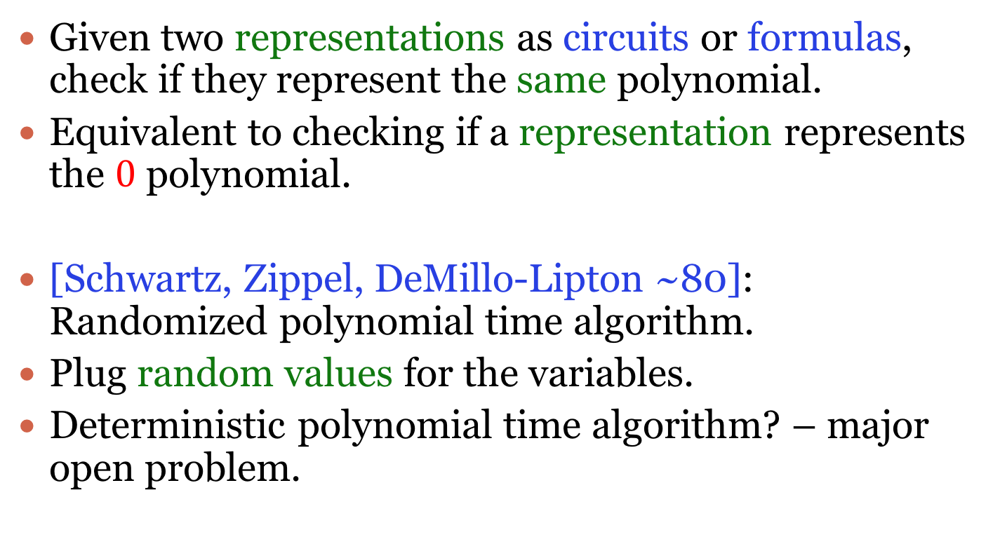 • Given two representations as circuits or formulas,
check if they represent the same polynomial.
• Equivalent to checking if a representation represents
the 0 polynomial.
• [Schwartz, Zippel, DeMillo-Lipton ~80]:
Randomized polynomial time algorithm.
• Plug random values for the variables.
• Deterministic polynomial time algorithm? – major
open problem.